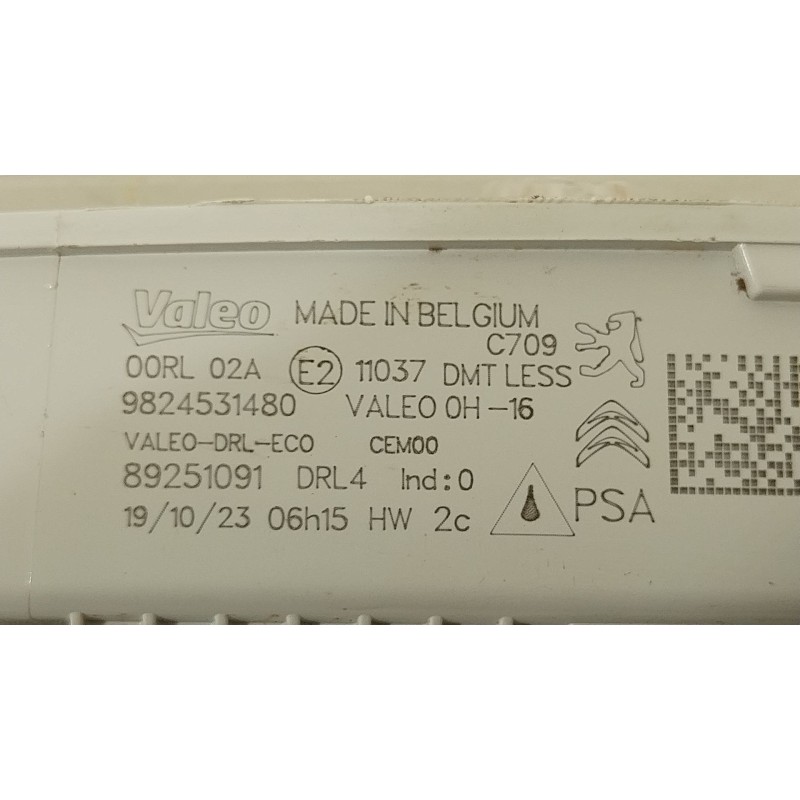 Valeo MADE IN BELGIUM
C709
00RL 02A E2 11037 DMT LESS
9824531480 VALEO 0H-16
VALEO-DRL-ECO CEM00
89251091 DRL4 Ind:0
19/10/23 06h15 HW 2c PSA